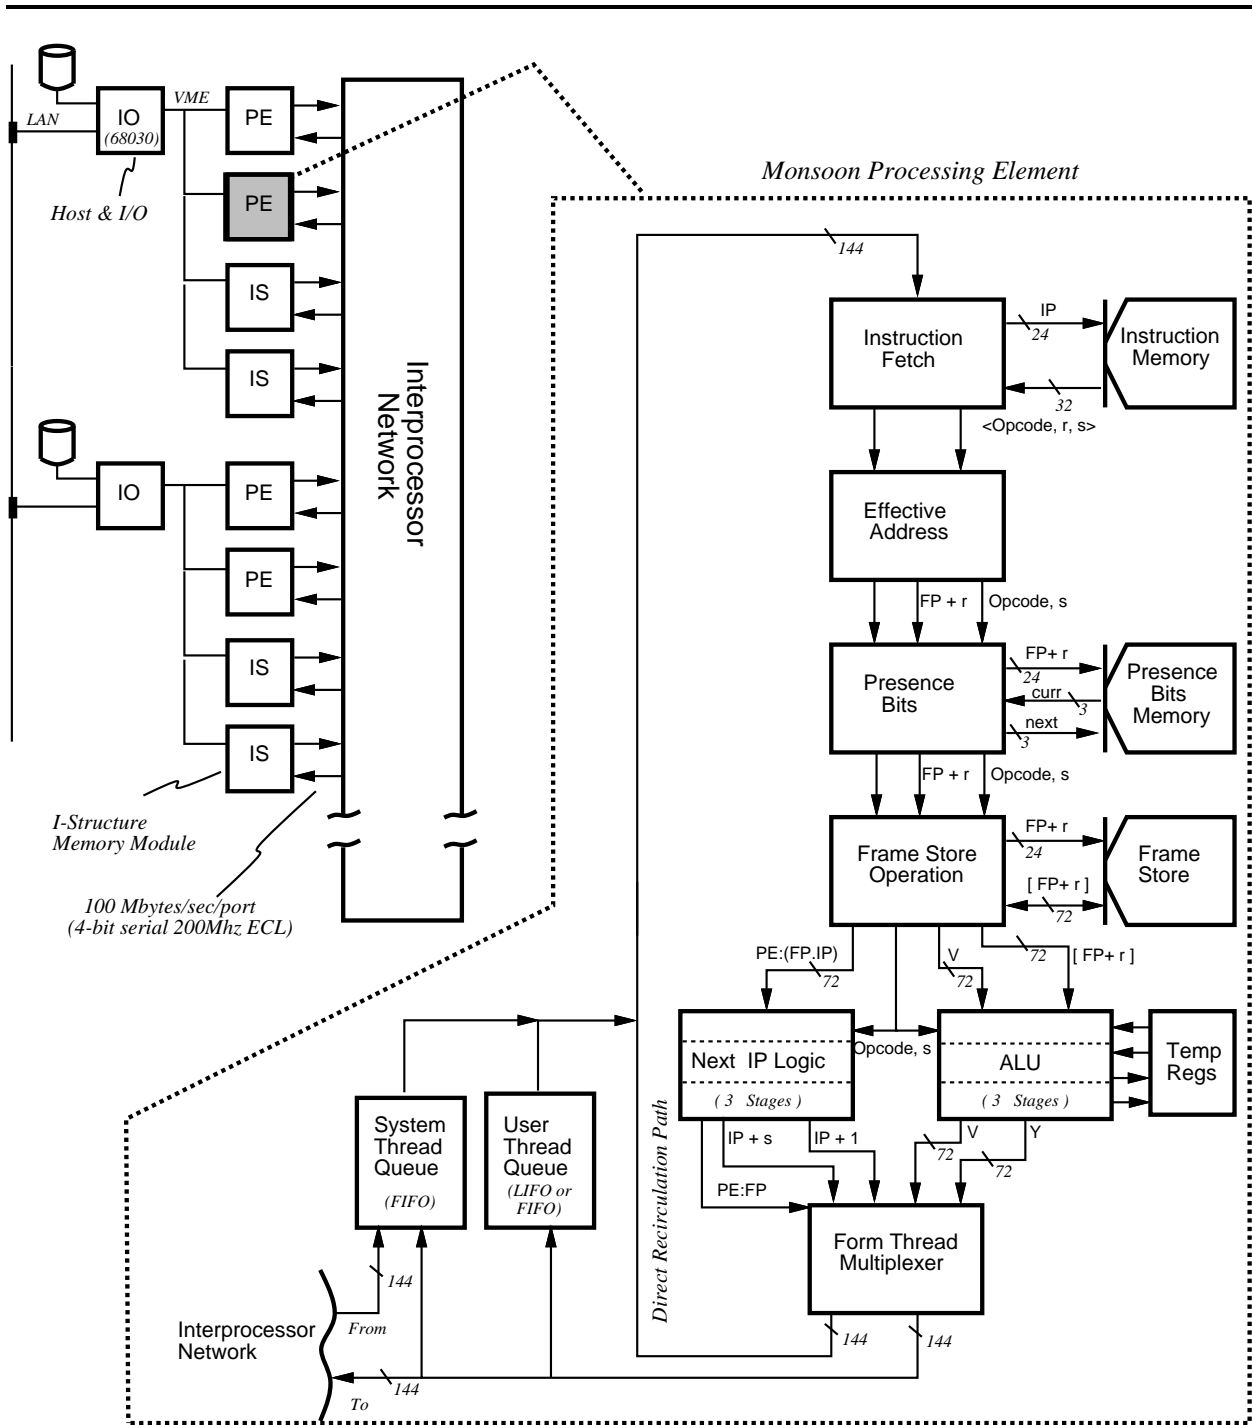 VME
LAN
IO
(68030)
PE
Host & I/O
PE
IS
IS
IO
PE
PE
IS
IS
Interprocessor
Network
I-Structure
Memory Module
100 Mbytes/sec/port
(4-bit serial 200Mhz ECL)
Monsoon Processing Element
144
Instruction
Fetch
IP
24
32
<Opcode, r, s>
Instruction
Memory
Effective
Address
FP + r
Opcode, s
Presence
Bits
FP+ r
24
curr
3
next
3
Presence
Bits
Memory
FP + r
Opcode, s
Frame Store
Operation
FP+ r
24
[ FP+ r ]
72
Frame
Store
PE:(FP.IP)
72
V
72
72
[ FP+ r ]
Next IP Logic
( 3 Stages )
Opcode, s
ALU
( 3 Stages )
Temp
Regs
IP + s
IP + 1
PE:FP
V
72
Y
72
Form Thread
Multiplexer
144
144
Direct Recirculation Path
System
Thread
Queue
(FIFO)
User
Thread
Queue
(LIFO or
FIFO)
144
From
Interprocessor
Network
144
To